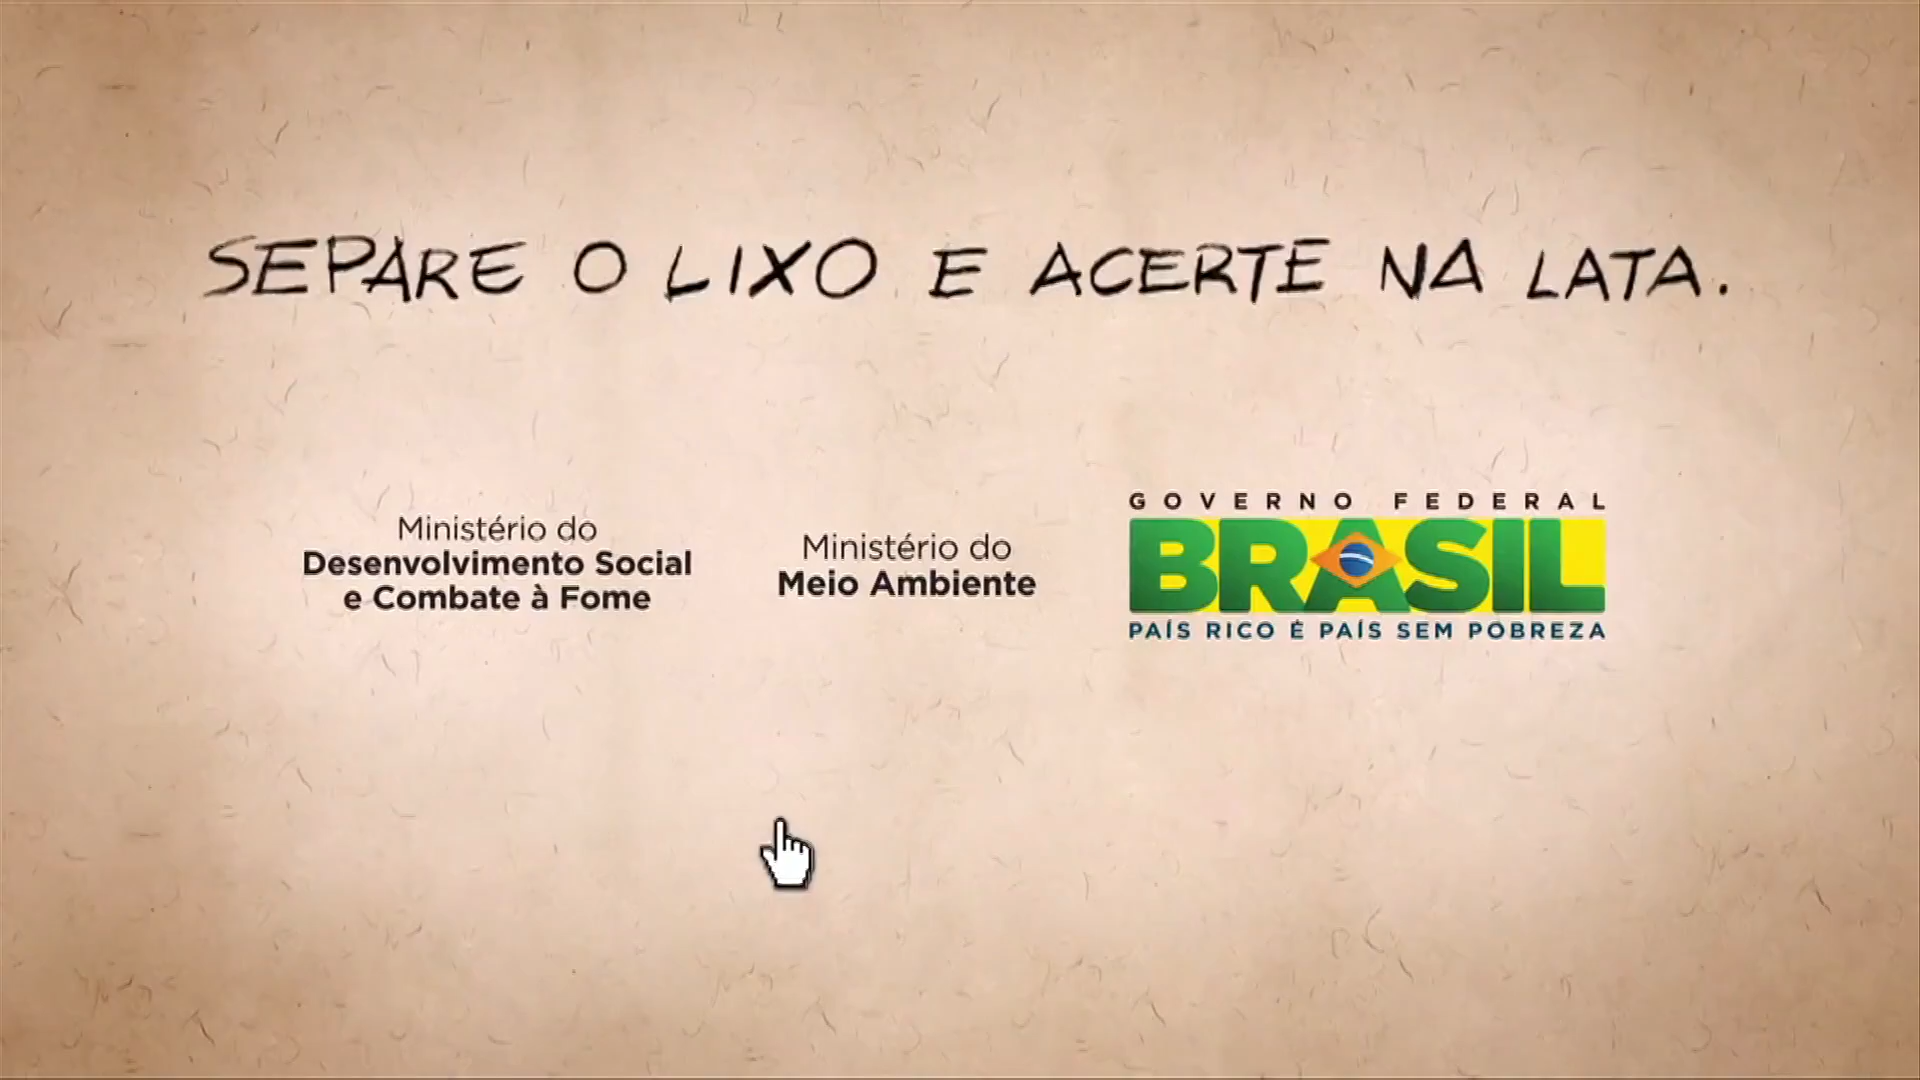 SEPARE O LIXO E ACERTE NA LATA.
Ministério do
Desenvolvimento Social
e Combate à Fome
Ministério do
Meio Ambiente
GOVERNO FEDERAL
BRASIL
PAÍS RICO É PAÍS SEM POBREZA